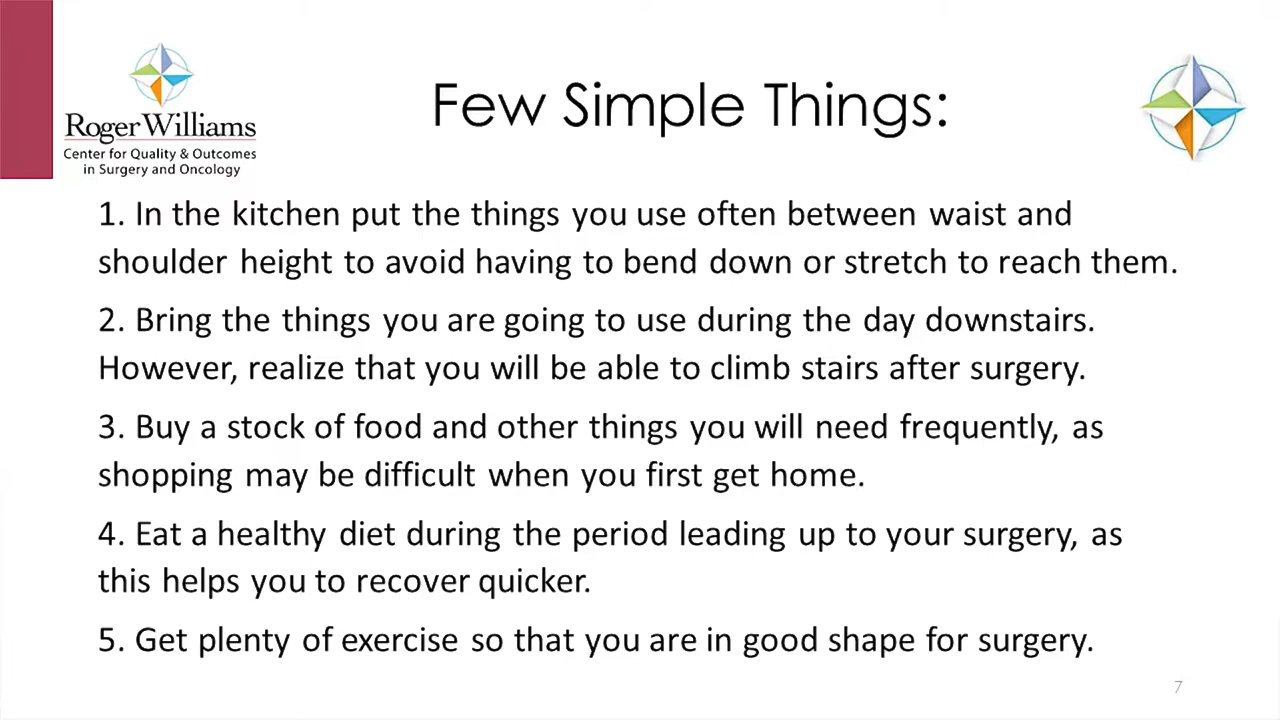 Roger Williams
Center for Quality & Outcomes
in Surgery and Oncology
Few Simple Things:
1. In the kitchen put the things you use often between waist and
shoulder height to avoid having to bend down or stretch to reach them.
2. Bring the things you are going to use during the day downstairs.
However, realize that you will be able to climb stairs after surgery.
3. Buy a stock of food and other things you will need frequently, as
shopping may be difficult when you first get home.
4. Eat a healthy diet during the period leading up to your surgery, as
this helps you to recover quicker.
5. Get plenty of exercise so that you are in good shape for surgery.
7